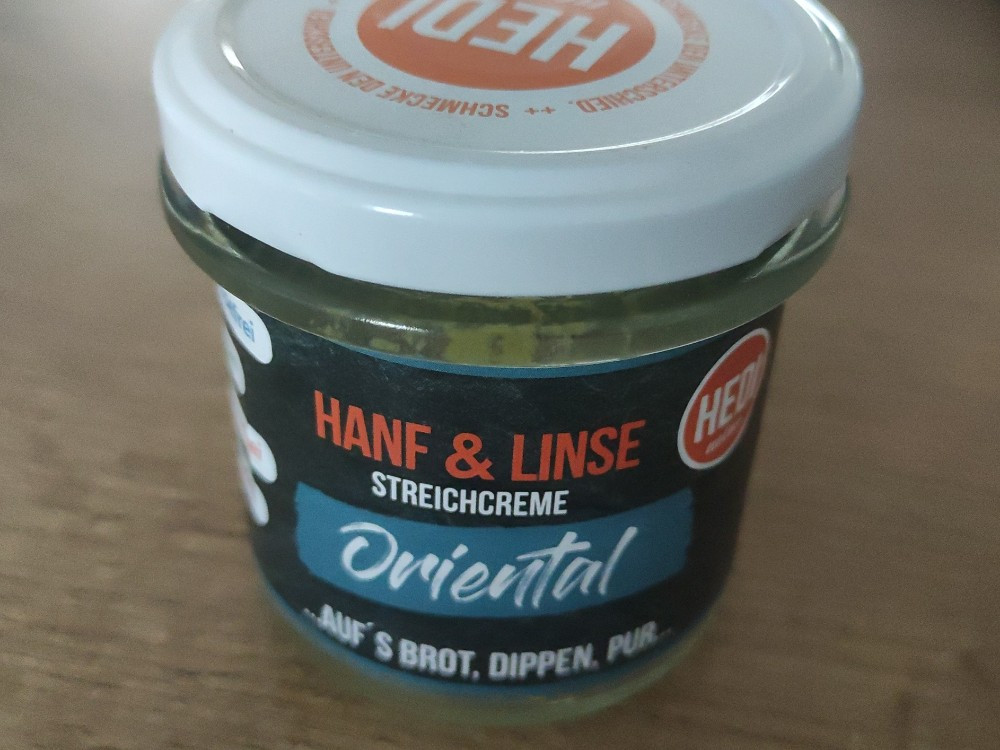 HEDI
SCHMECKE DEN UNTERSCHIED. ++
HANF & LINSE
STREICHCREME
Oriental
...AUF´S BROT, DIPPEN, PUR...
HEDI